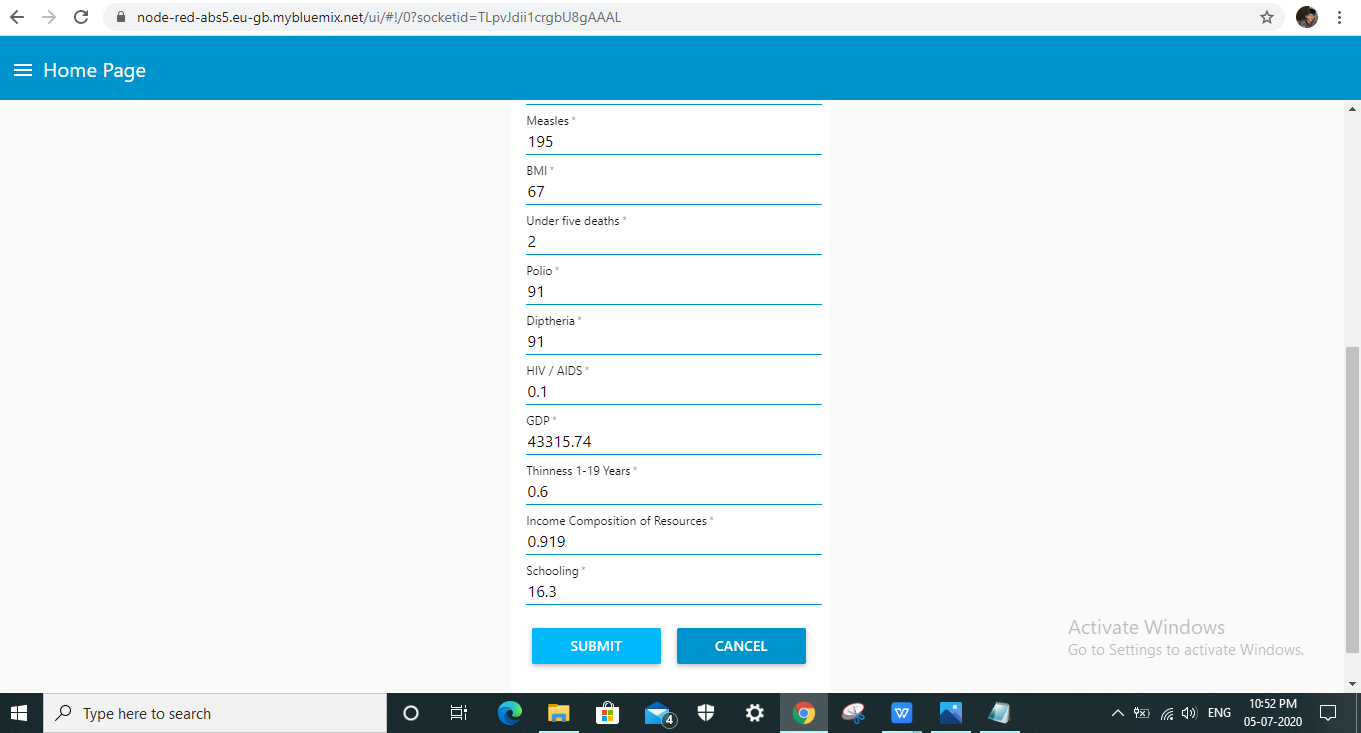 node-red-abs5.eu-gb.mybluemix.net/ui/#!/0?socketid=TLpvJdii1crgbU8gAAAL
Home Page
Measles *
195
BMI *
67
Under five deaths *
2
Polio *
91
Diptheria *
91
HIV / AIDS *
0.1
GDP *
43315.74
Thinness 1-19 Years *
0.6
Income Composition of Resources *
0.919
Schooling *
16.3
SUBMIT CANCEL
Activate Windows
Go to Settings to activate Windows.
Type here to search
4
ENG
10:52 PM
05-07-2020